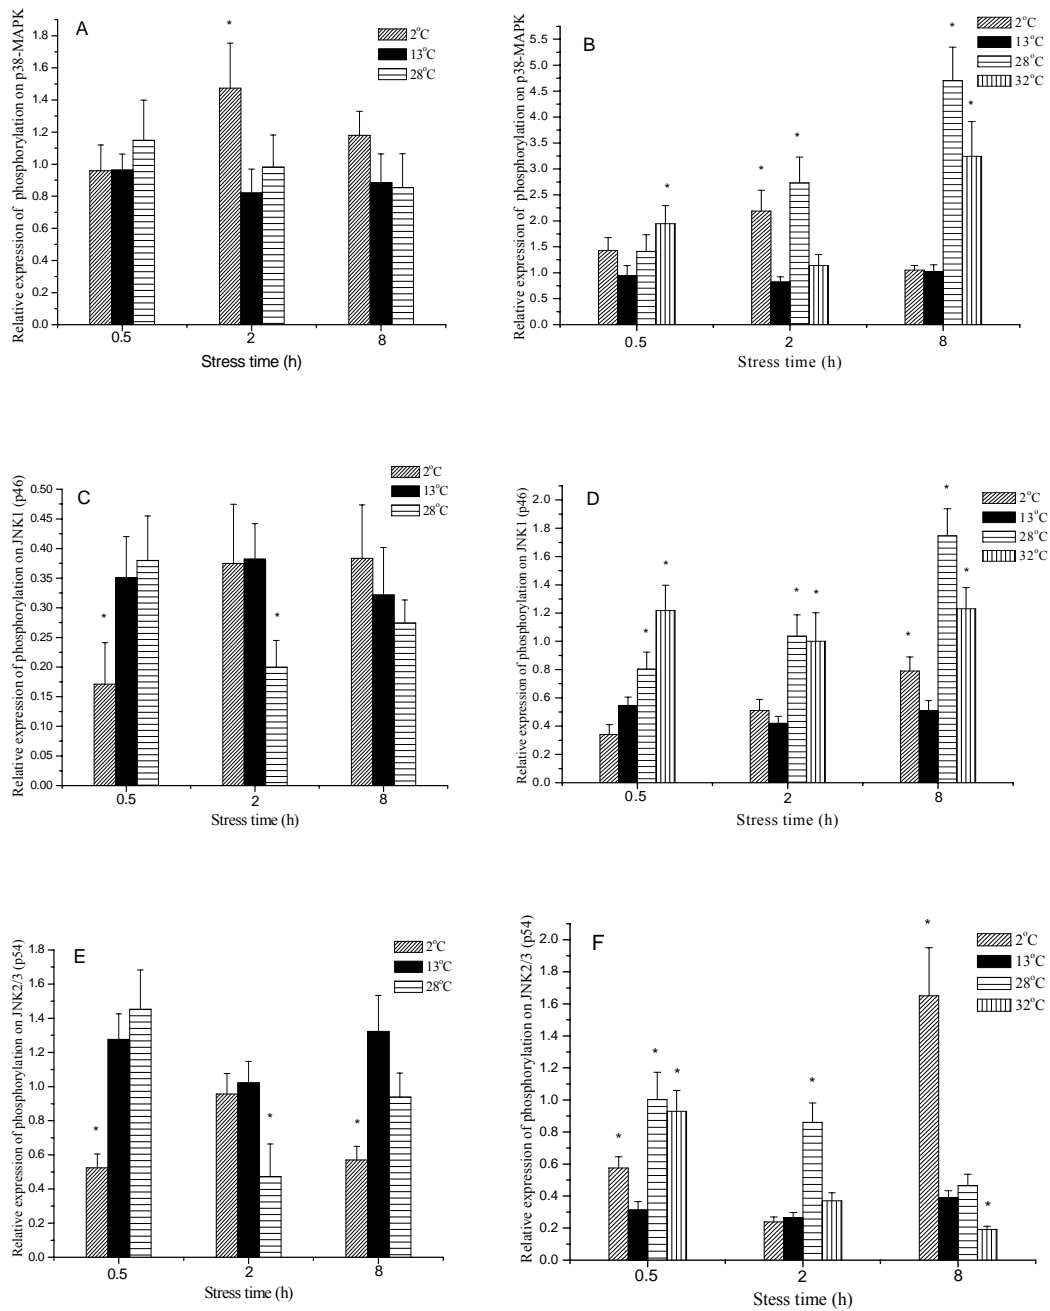 A
2°C
13°C
28°C
Relative expression of phosphorylation on p38-MAPK
1.8
1.6
1.4
1.2
1.0
0.8
0.6
0.4
0.2
0.0
*
0.5
2
8
Stress time (h)
B
2°C
13°C
28°C
32°C
Relative expression of phosphorylation on p38-MAPK
5.5
5.0
4.5
4.0
3.5
3.0
2.5
2.0
1.5
1.0
0.5
0.0
*
*
*
*
*
0.5
2
8
Stress time (h)
C
2°C
13°C
28°C
Relative expression of phosphorylation on JNK1 (p46)
0.50
0.45
0.40
0.35
0.30
0.25
0.20
0.15
0.10
0.05
0.00
*
*
0.5
2
8
Stress time (h)
D
2°C
13°C
28°C
32°C
Relative expression of phosphorylation on JNK1 (p46)
2.0
1.8
1.6
1.4
1.2
1.0
0.8
0.6
0.4
0.2
0.0
*
*
*
*
*
*
*
0.5
2
8
Stress time (h)
E
2°C
13°C
28°C
Relative expression of phosphorylation on JNK2/3 (p54)
1.8
1.6
1.4
1.2
1.0
0.8
0.6
0.4
0.2
0.0
*
*
*
0.5
2
8
Stress time (h)
F
2°C
13°C
28°C
32°C
Relative expression of phosphorylation on JNK2/3 (p54)
2.0
1.8
1.6
1.4
1.2
1.0
0.8
0.6
0.4
0.2
0.0
*
*
*
*
*
*
0.5
2
8
Stess time (h)